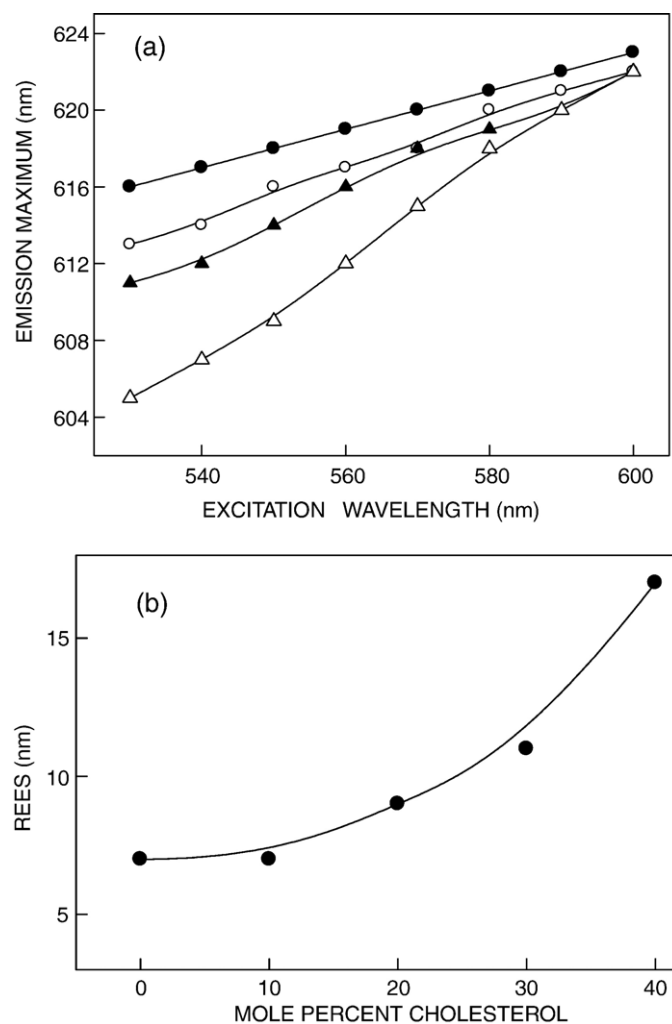 (a)
624
620
616
612
608
604
EMISSION MAXIMUM (nm)
540 560 580 600
EXCITATION WAVELENGTH (nm)
(b)
15
10
5
REES (nm)
0 10 20 30 40
MOLE PERCENT CHOLESTEROL